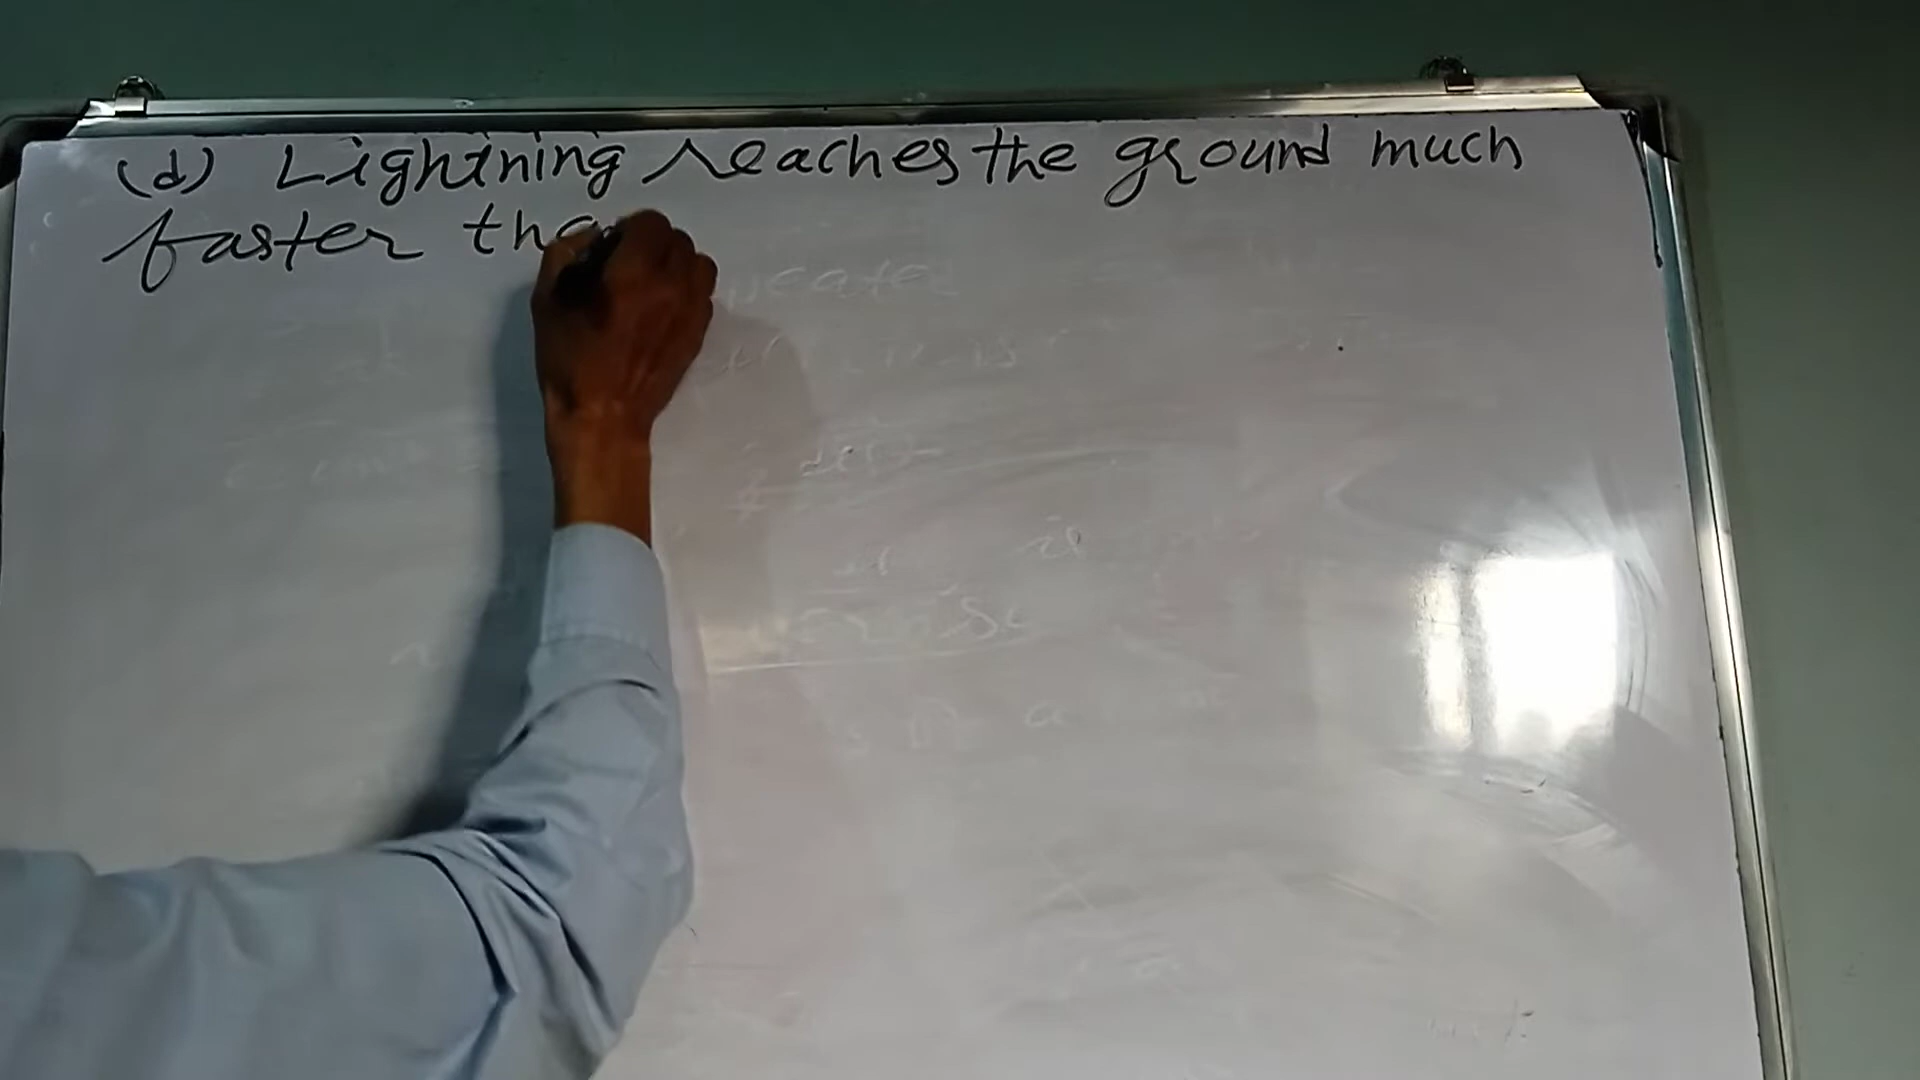 (d) Lightning reaches the ground much
faster tha